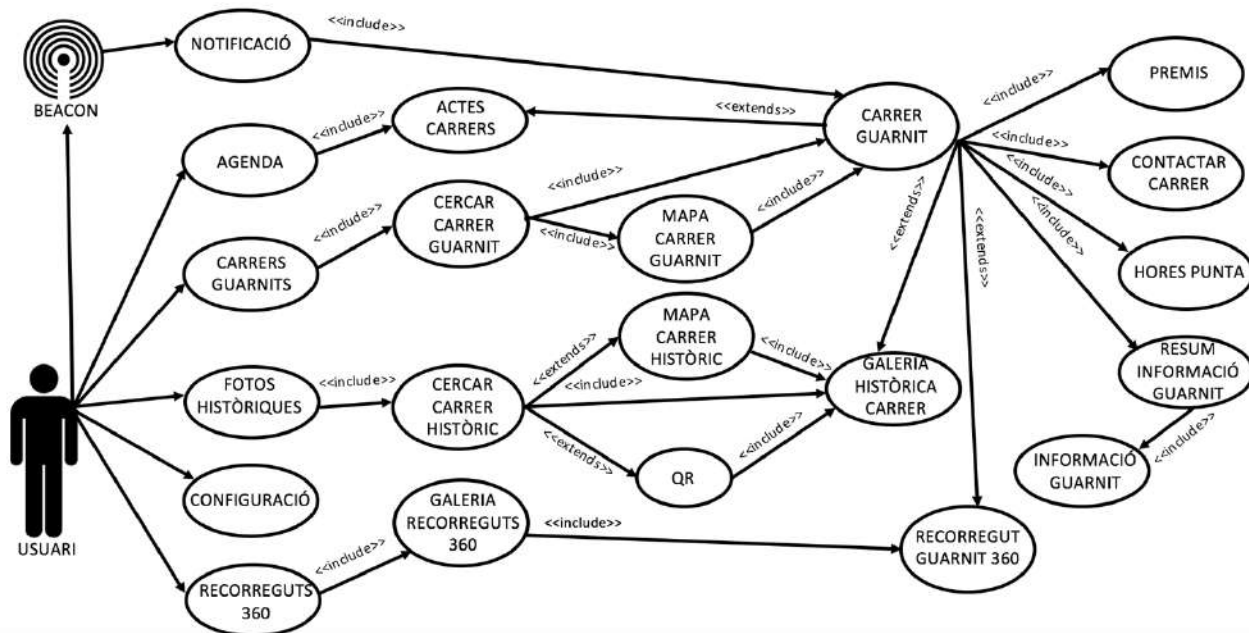 <<include>>
NOTIFICACIÓ
BEACON
<<include>>
PREMIS
<<extends>>
CARRER
GUARNIT
ACTES
CARRERS
<<include>>
AGENDA
<<include>>
CONTACTAR
CARRER
<<include>>
CERCAR
CARRER
GUARNIT
<<include>>
<<include>>
MAPA
CARRER
GUARNIT
<<include>>
CARRERS
GUARNITS
<<include>>
<<extends>>
<<extends>>
<<include>>
HORES PUNTA
<<include>>
MAPA
CARRER
HISTÒRIC
<<extends>>
<<include>>
<<include>>
GALERIA
HISTÒRICA
CARRER
RESUM
INFORMACIÓ
GUARNIT
FOTOS
HISTÒRIQUES
<<include>>
CERCAR
CARRER
HISTÒRIC
<<extends>>
QR
<<include>>
<<include>>
INFORMACIÓ
GUARNIT
CONFIGURACIÓ
USUARI
GALERIA
RECORREGUTS
360
<<include>>
<<include>>
RECORREGUT
GUARNIT 360
RECORREGUTS
360